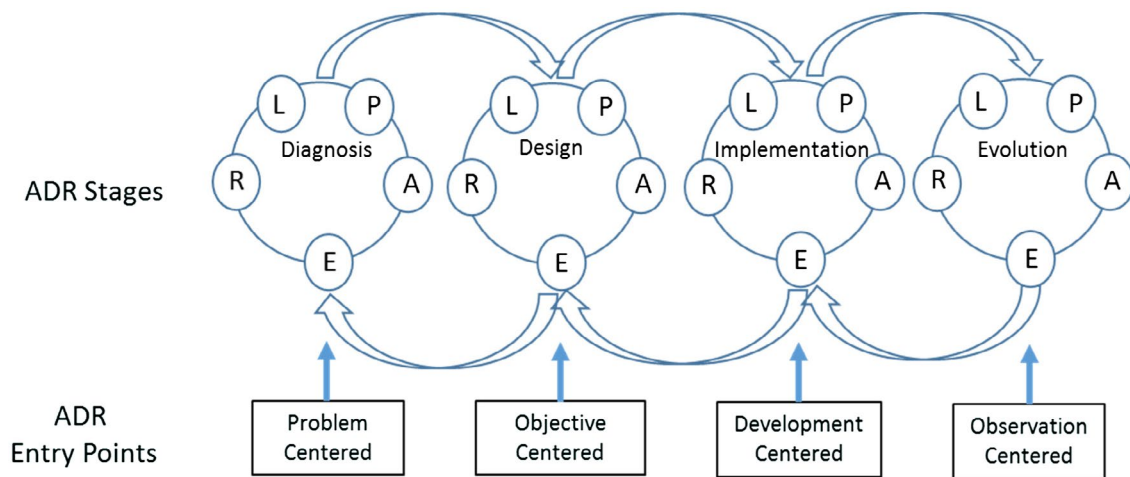 L P L P L P L P
Diagnosis Design Implementation Evolution
ADR Stages
R A R A R A R A
E E E E
ADR
Entry Points
Problem
Centered
Objective
Centered
Development
Centered
Observation
Centered